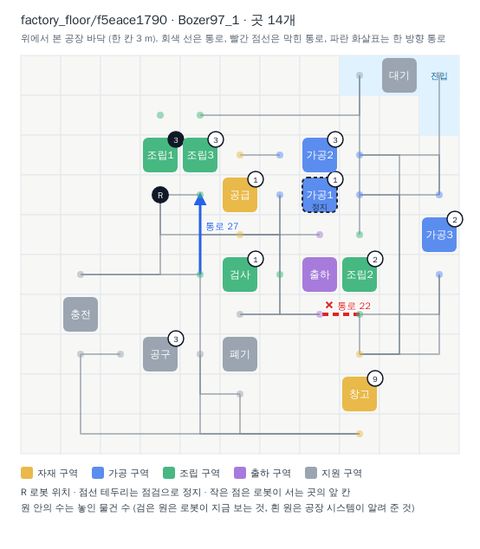 factory_floor/f5eace1790 · Bozer97_1 · 곳 14개
위에서 본 공장 바닥 (한 칸 3 m). 회색 선은 통로, 빨간 점선은 막힌 통로, 파란 화살표는 한 방향 통로
대기
전립
3
3
3
조립1
조립3
가공2
1
1
R
공급
가공1
정지
2
통로 27
가공3
1
2
검사
출하
조립2
충전
✕ 통로 22
3
공구
폐기
9
창고
자재 구역
가공 구역
조립 구역
출하 구역
지원 구역
R 로봇 위치 · 점선 테두리는 점검으로 정지 · 작은 점은 로봇이 서는 곳의 앞 칸
원 안의 수는 놓인 물건 수 (검은 원은 로봇이 지금 보는 것, 흰 원은 공장 시스템이 알려 준 것)